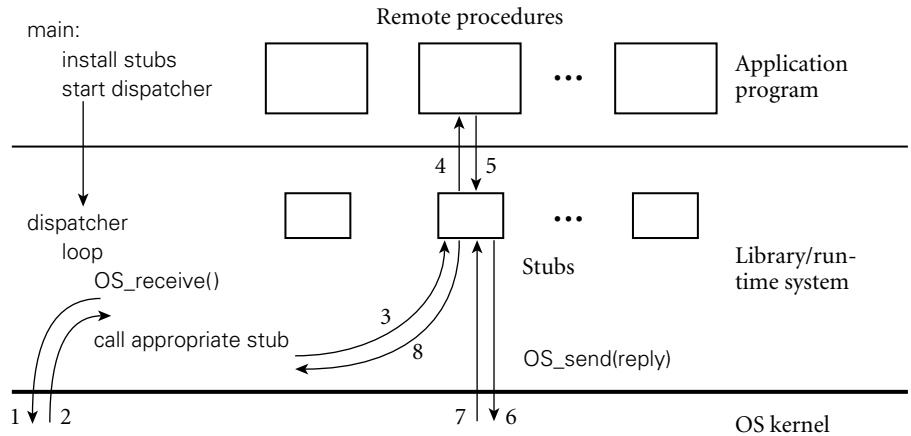 Remote procedures
main:
install stubs
start dispatcher
•••
Application
program
4
5
dispatcher
loop
•••
OS_receive()
Stubs
Library/run-
time system
3
call appropriate stub
8
OS_send(reply)
1
2
7
6
OS kernel